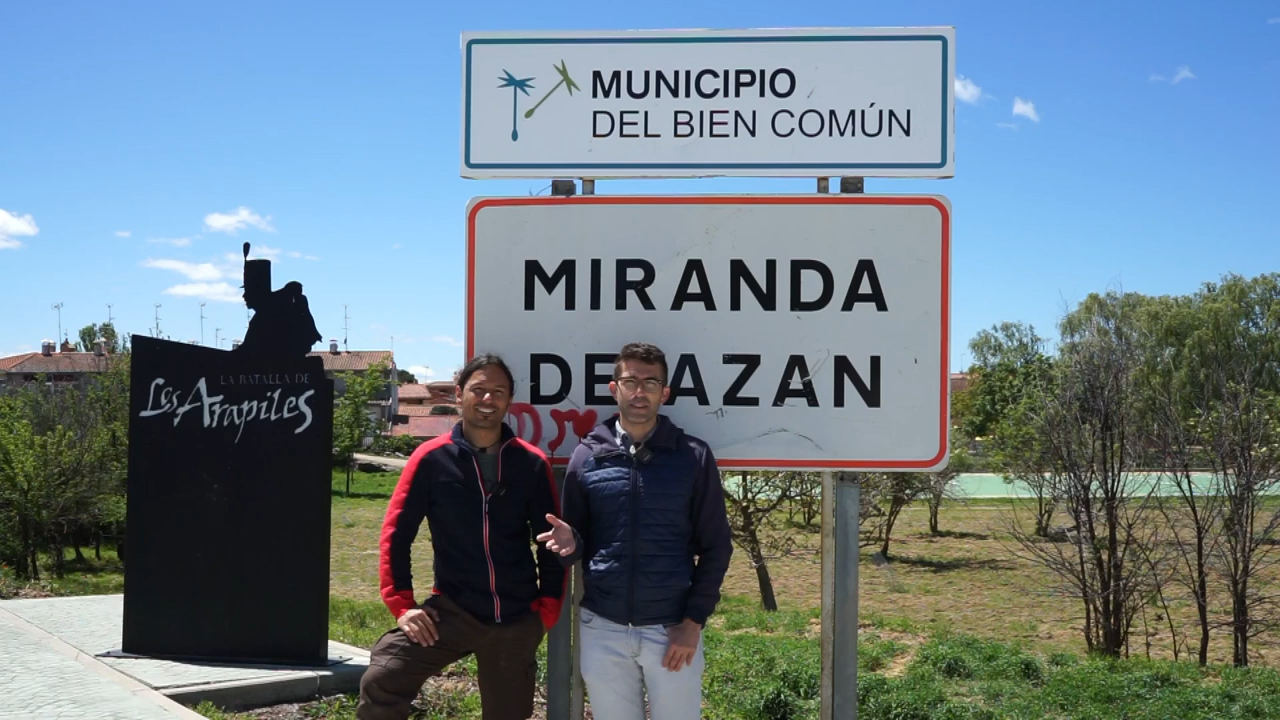 MUNICIPIO
DEL BIEN COMÚN
MIRANDA
DE AZAN
LA BATALLA DE
Los Arapiles